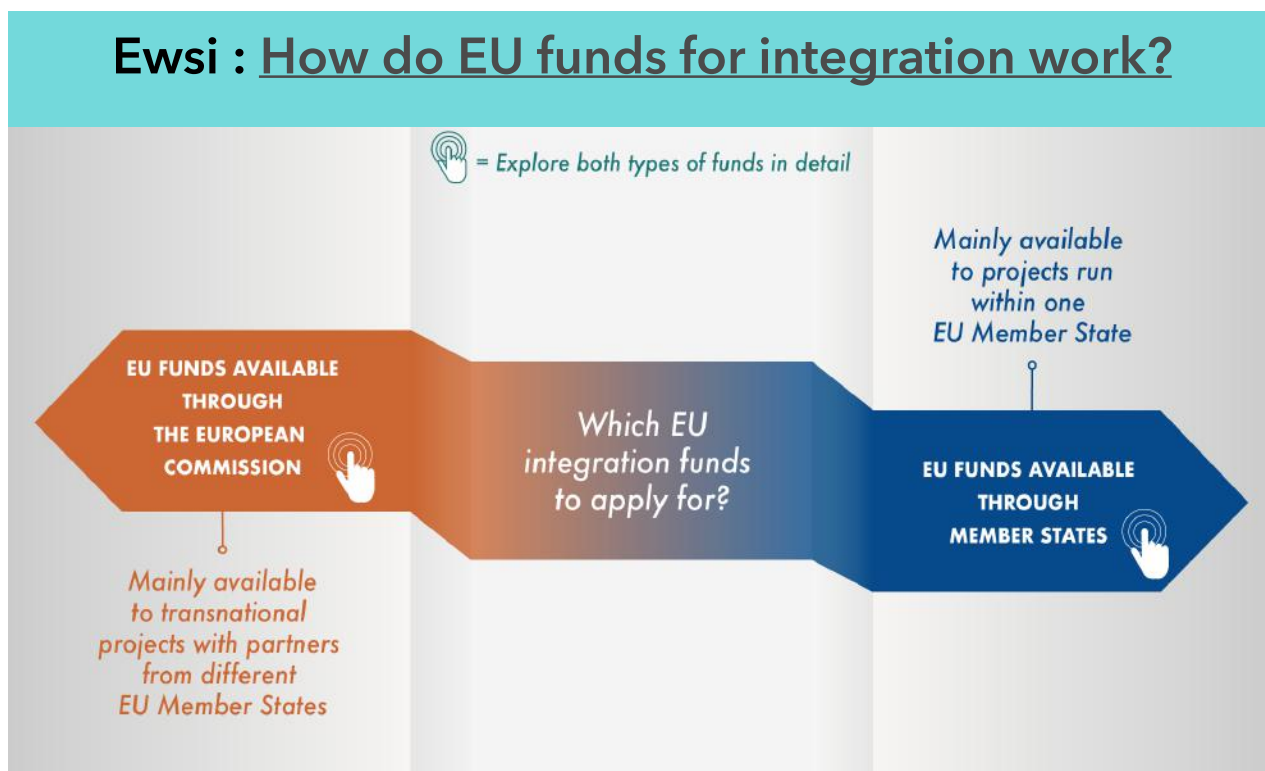 Ewsi : How do EU funds for integration work?
= Explore both types of funds in detail
Mainly available
to projects run
within one
EU Member State
EU FUNDS AVAILABLE
THROUGH
THE EUROPEAN
COMMISSION
Which EU
integration funds
to apply for?
EU FUNDS AVAILABLE
THROUGH
MEMBER STATES
Mainly available
to transnational
projects with partners
from different
EU Member States